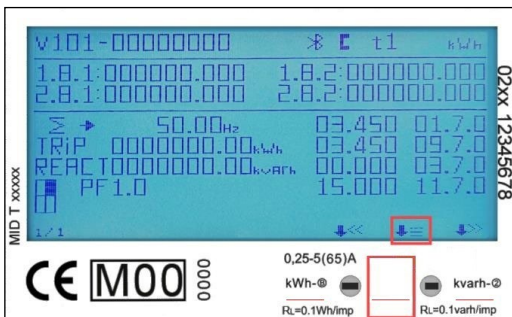 V101-00000000 t1 kWh
1.8.1:000000.000 1.8.2:000000.000
2.8.1:000000.000 2.8.2:000000.000
Σ 50.00Hz 03.450 01.7.0
TRiP 0000000.00kWh 03.450 09.7.0
REACT0000000.00kvArh 00.000 03.7.0
PF1.0 15.000 11.7.0
1/1 << >>
02xx 12345678
MID T xxxxx
CE M00 0000
0,25-5(65)A
kWh- kvarh-②
RL=0.1Wh/imp RL=0.1varh/imp